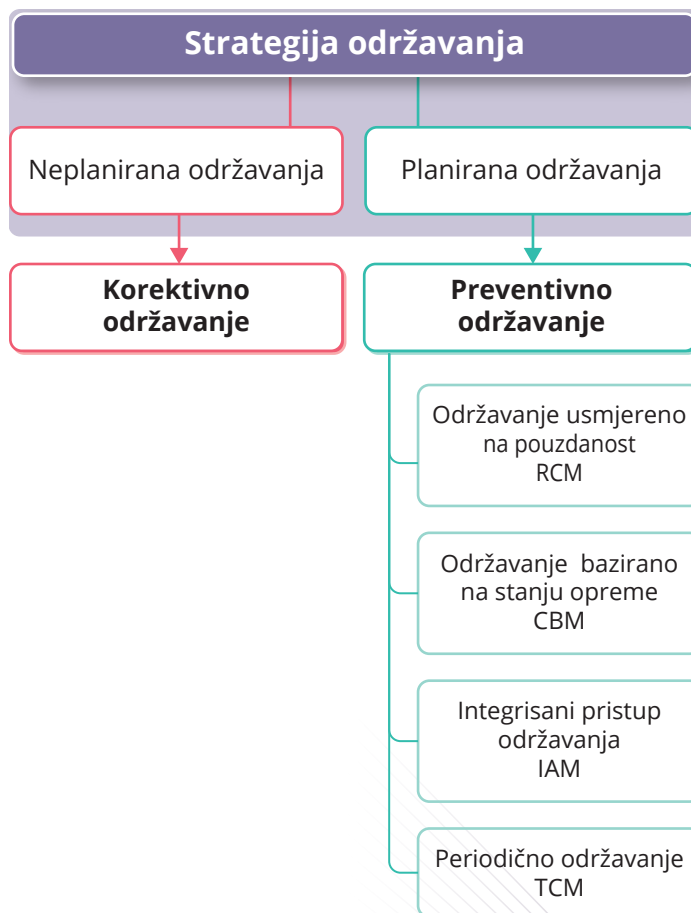 Strategija održavanja
Neplanirana održavanja
Planirana održavanja
Korektivno
održavanje
Preventivno
održavanje
Održavanje usmjereno
na pouzdanost
RCM
Održavanje bazirano
na stanju opreme
CBM
Integrisani pristup
održavanja
IAM
Periodično održavanje
TCM